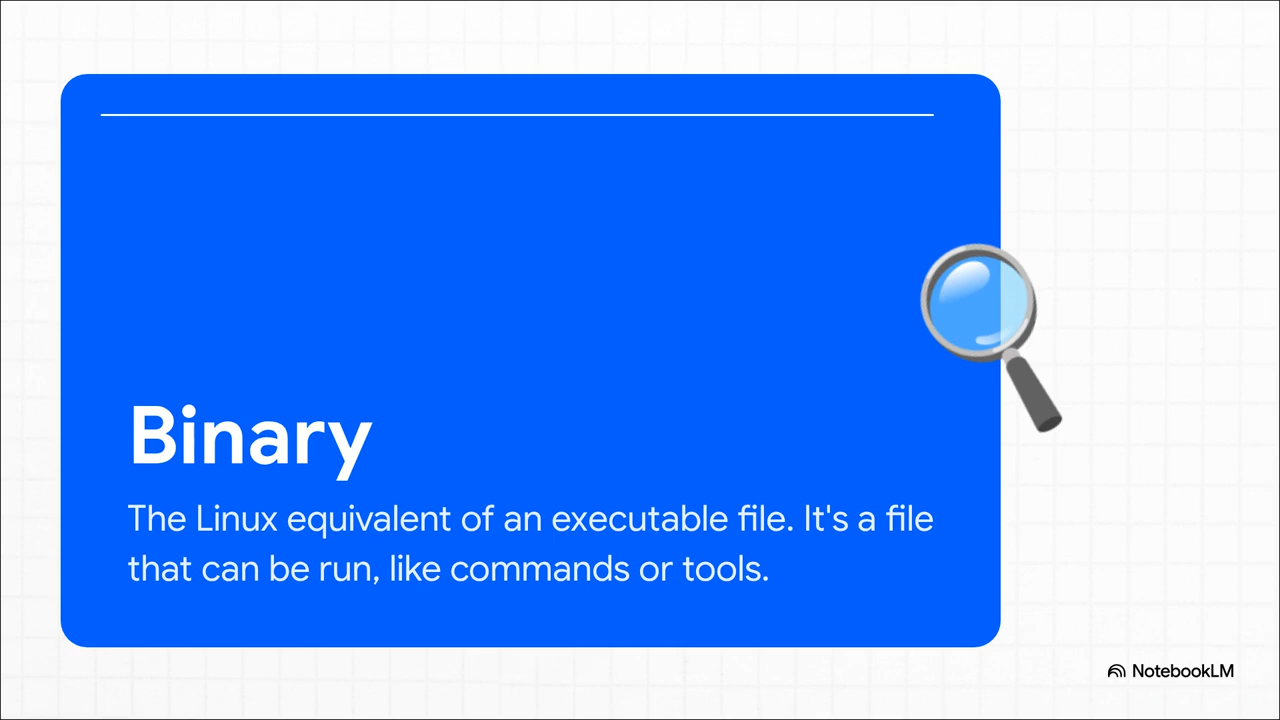 Binary
The Linux equivalent of an executable file. It's a file
that can be run, like commands or tools.
NotebookLM